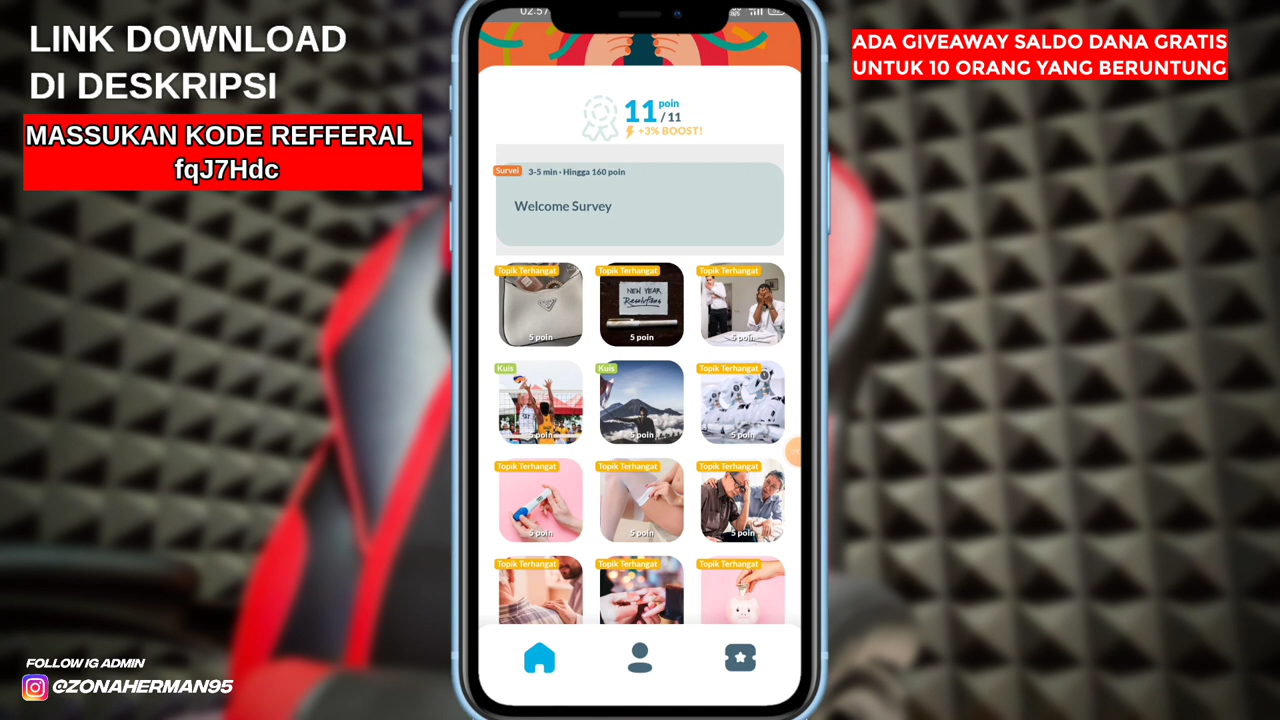 LINK DOWNLOAD
DI DESKRIPSI
MASSUKAN KODE REFFERAL
fqJ7Hdc
ADA GIVEAWAY SALDO DANA GRATIS
UNTUK 10 ORANG YANG BERUNTUNG
02:57
11 poin
/ 11
+3% BOOST!
Survei 3-5 min · Hingga 160 poin
Welcome Survey
Topik Terhangat Topik Terhangat Topik Terhangat
NEW YEAR
Resolutions
5 poin 5 poin 5 poin
Kuis Kuis Topik Terhangat
5 poin 5 poin 5 poin
Topik Terhangat Topik Terhangat Topik Terhangat
5 poin 5 poin 5 poin
Topik Terhangat Topik Terhangat Topik Terhangat
FOLLOW IG ADMIN
@ZONAHERMAN95